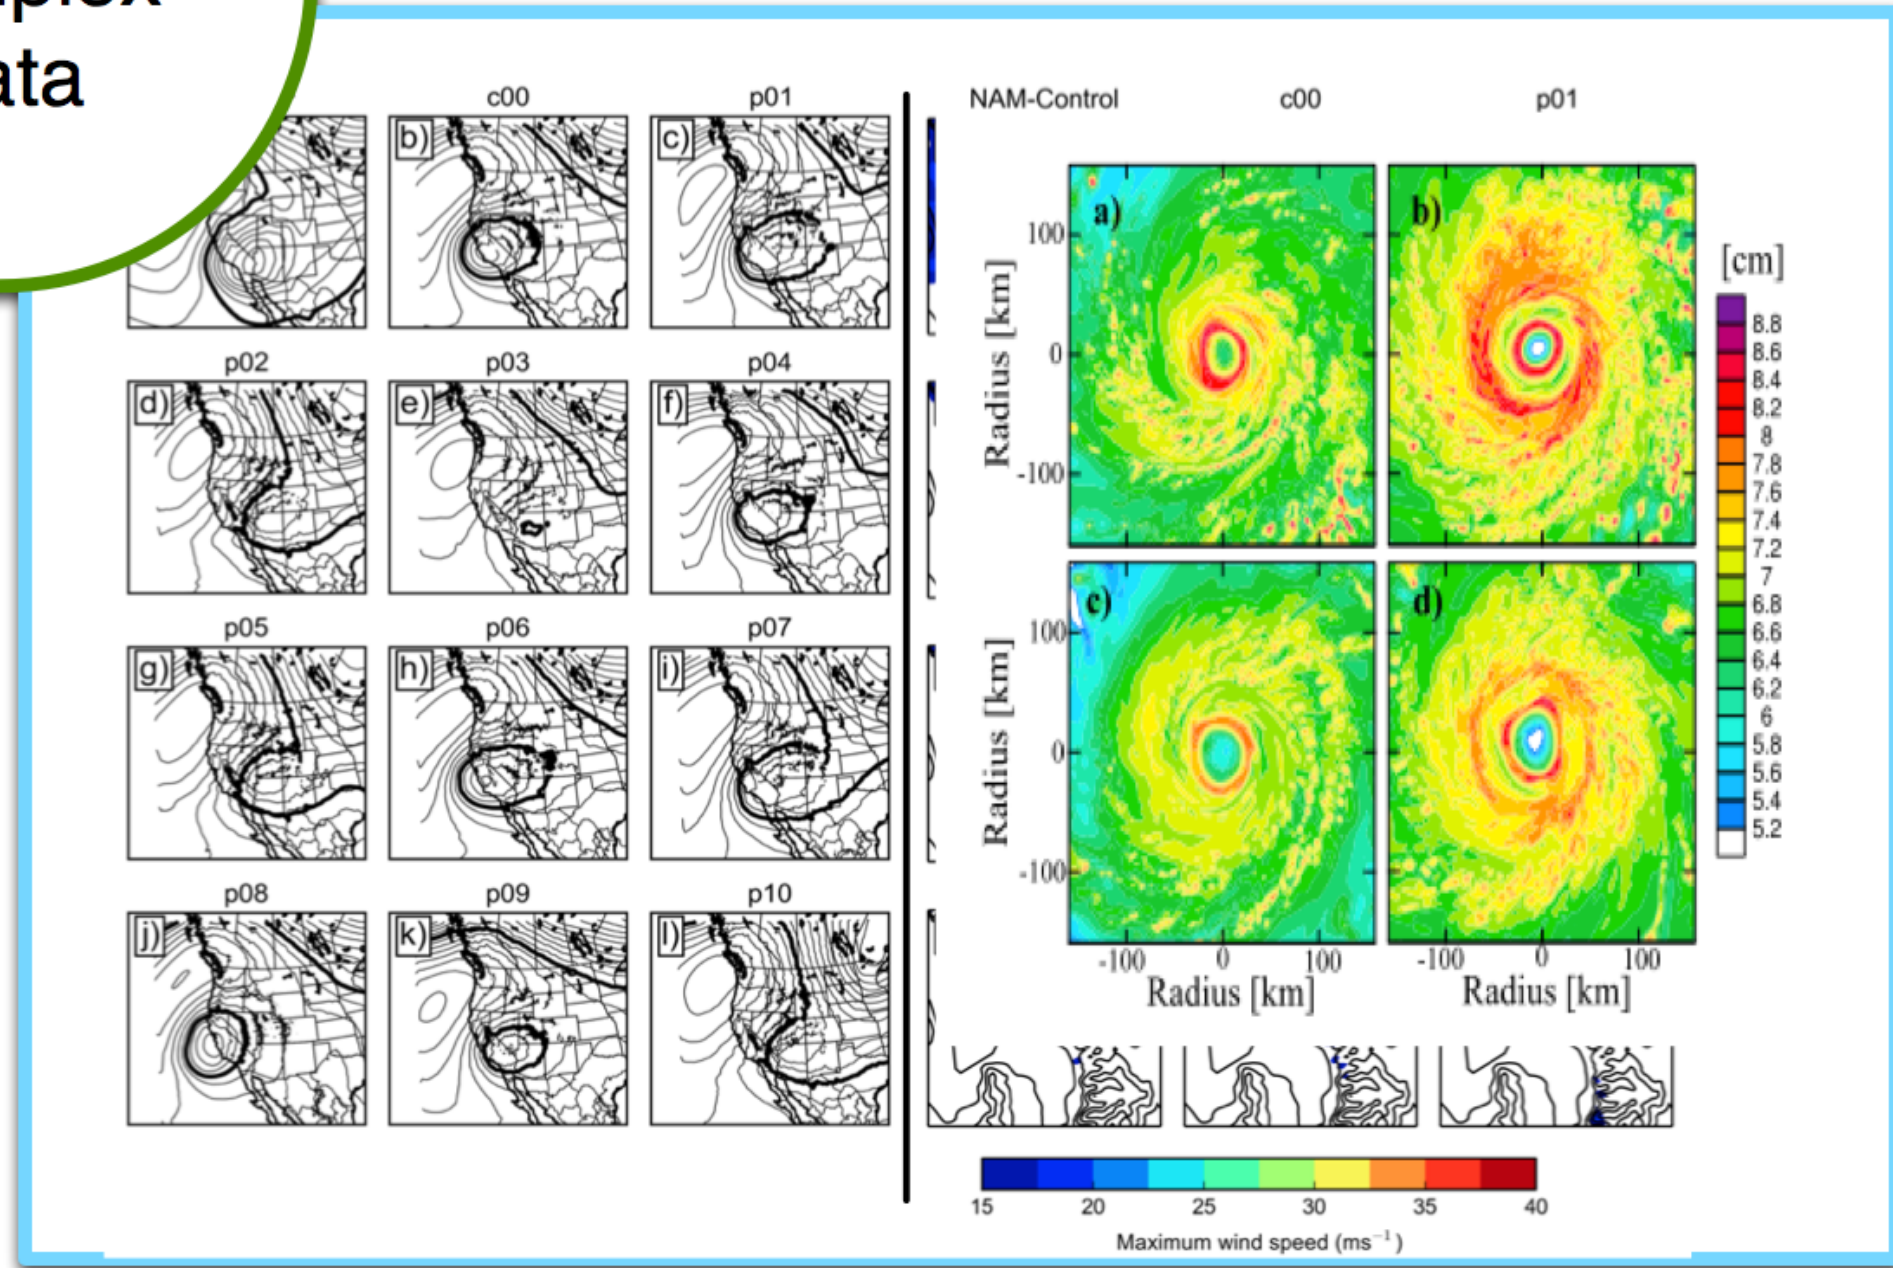 ata
c00
p01
b)
c)
p02
p03
p04
d)
e)
f)
p05
p06
p07
g)
h)
i)
p08
p09
p10
j)
k)
l)
NAM-Control
c00
p01
a)
b)
100
0
-100
Radius [km]
c)
d)
100
0
-100
Radius [km]
-100
0
100
-100
0
100
Radius [km]
Radius [km]
[cm]
8.8
8.6
8.4
8.2
8
7.8
7.6
7.4
7.2
7
6.8
6.6
6.4
6.2
6
5.8
5.6
5.4
5.2
15
20
25
30
35
40
Maximum wind speed (ms⁻¹)